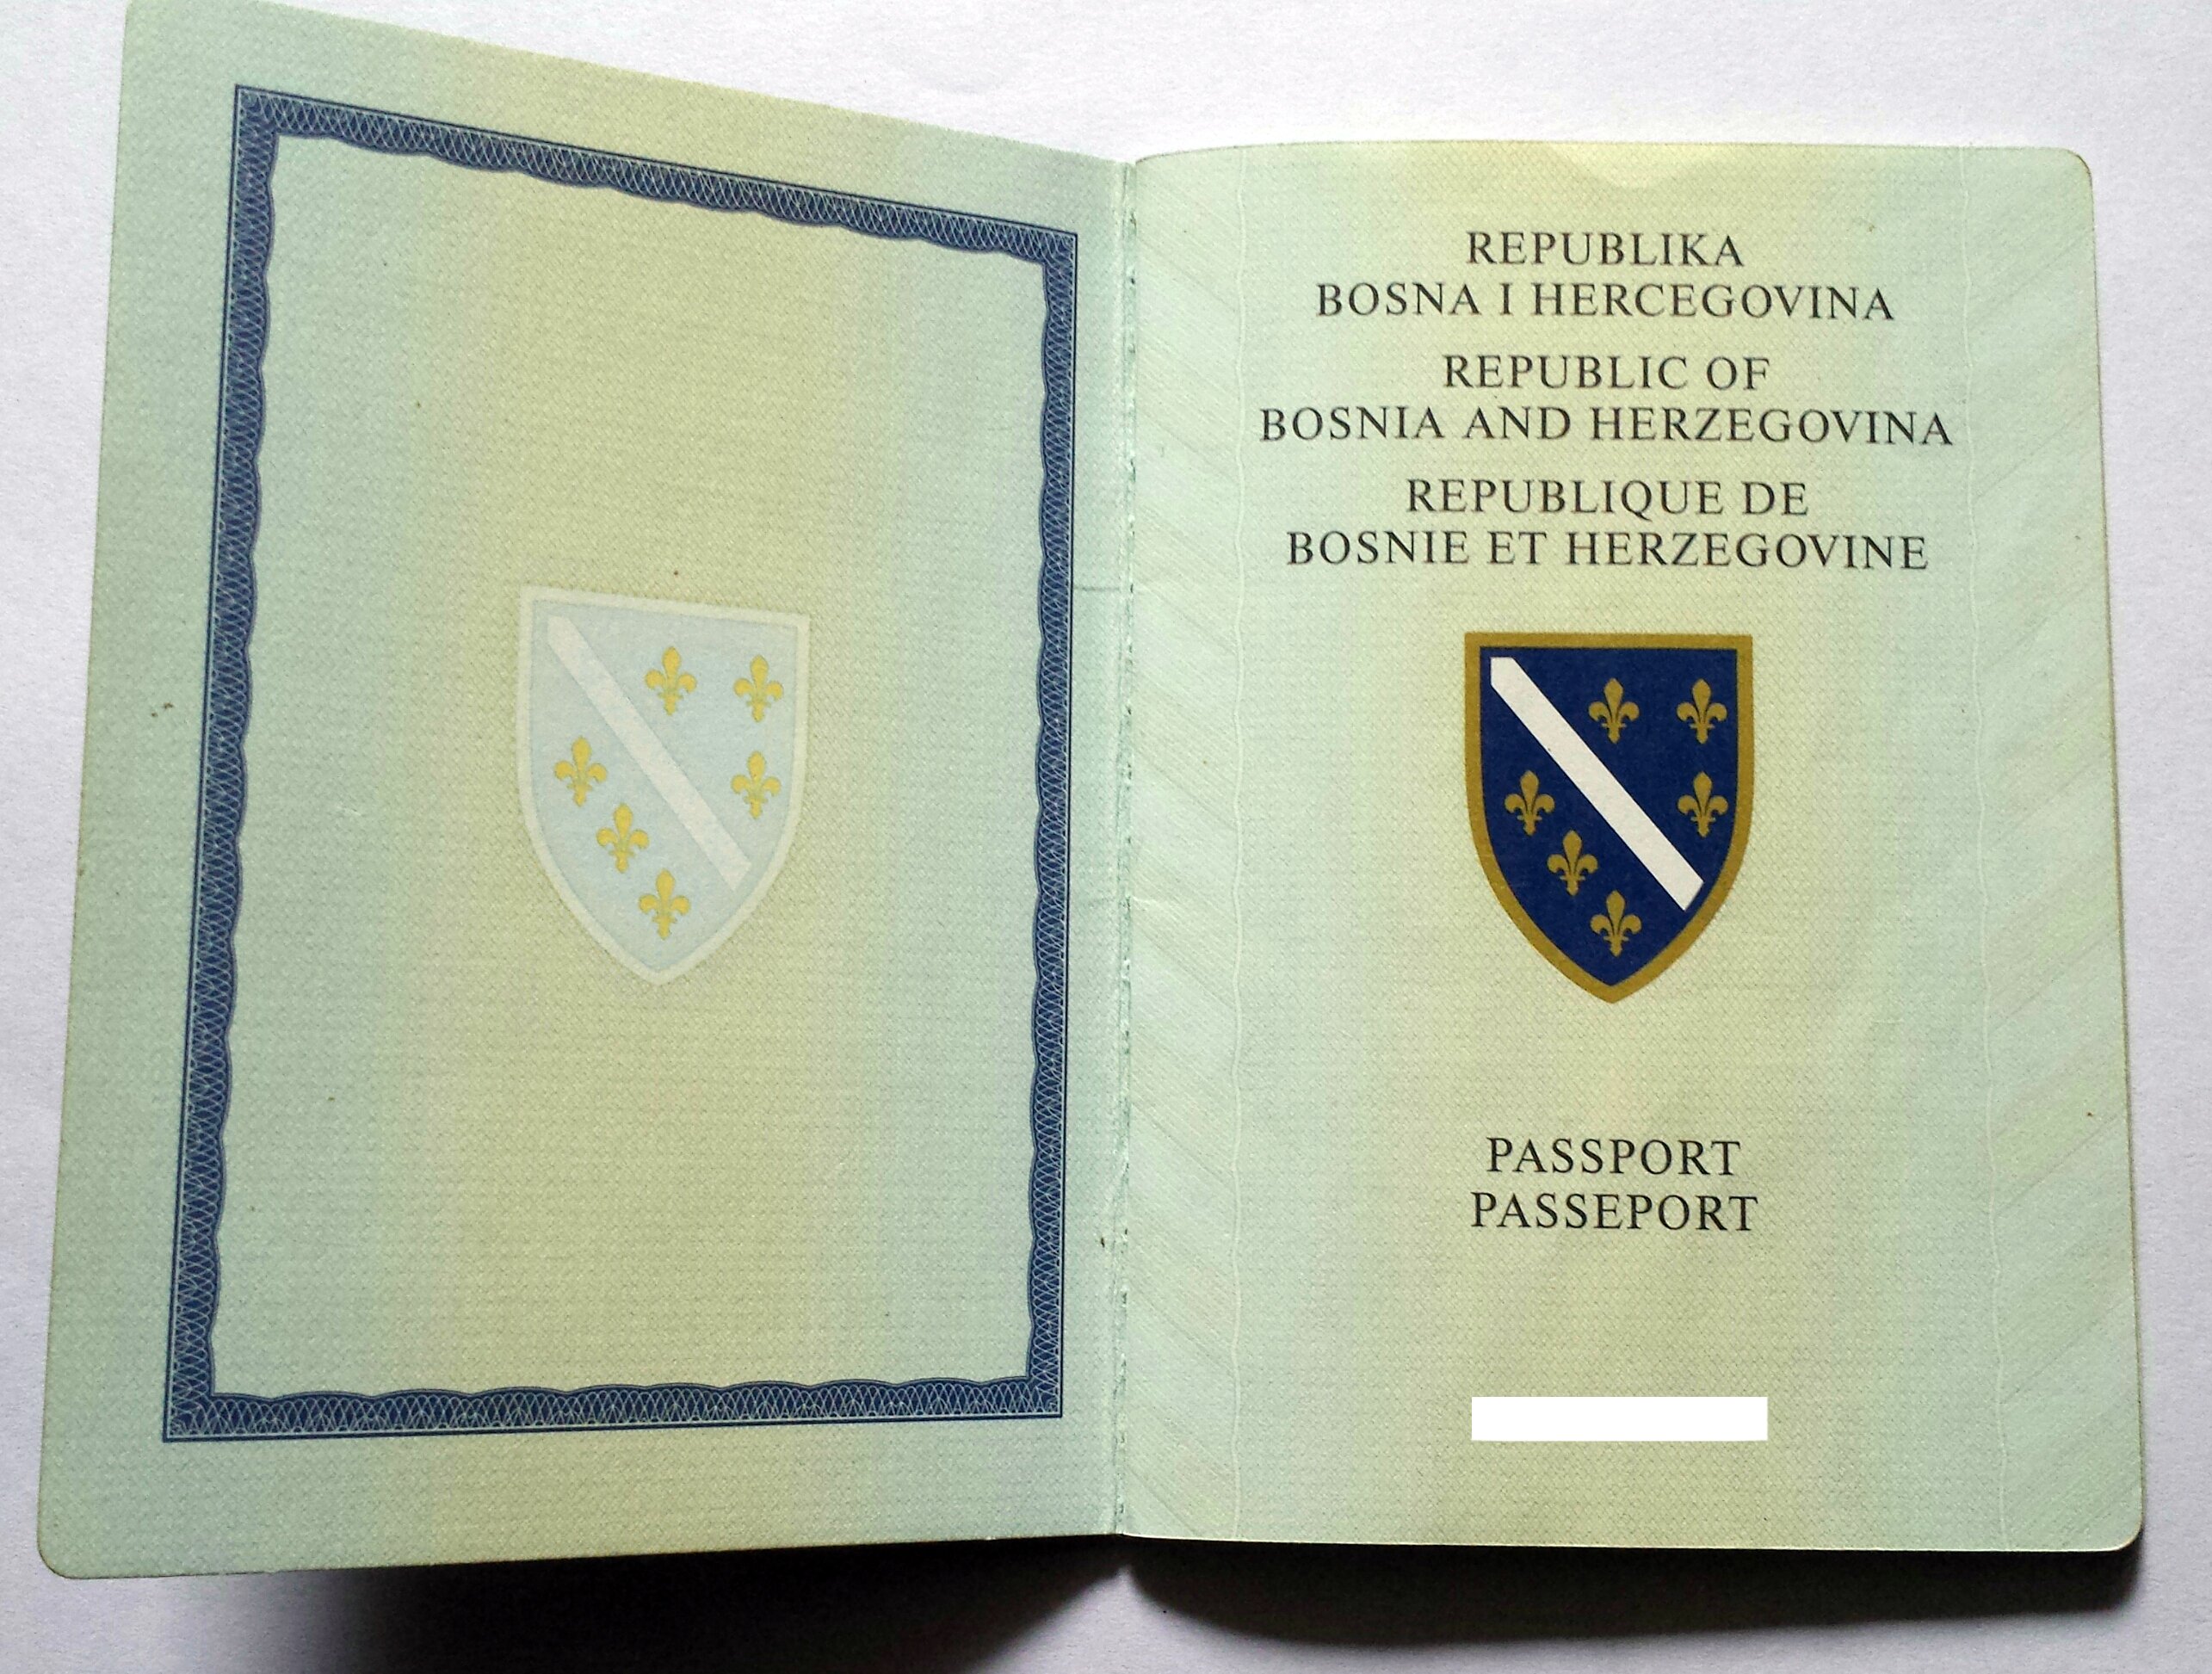 REPUBLIKA
BOSNA I HERCEGOVINA
REPUBLIC OF
BOSNIA AND HERZEGOVINA
REPUBLIQUE DE
BOSNIE ET HERZEGOVINE
PASSPORT
PASSEPORT